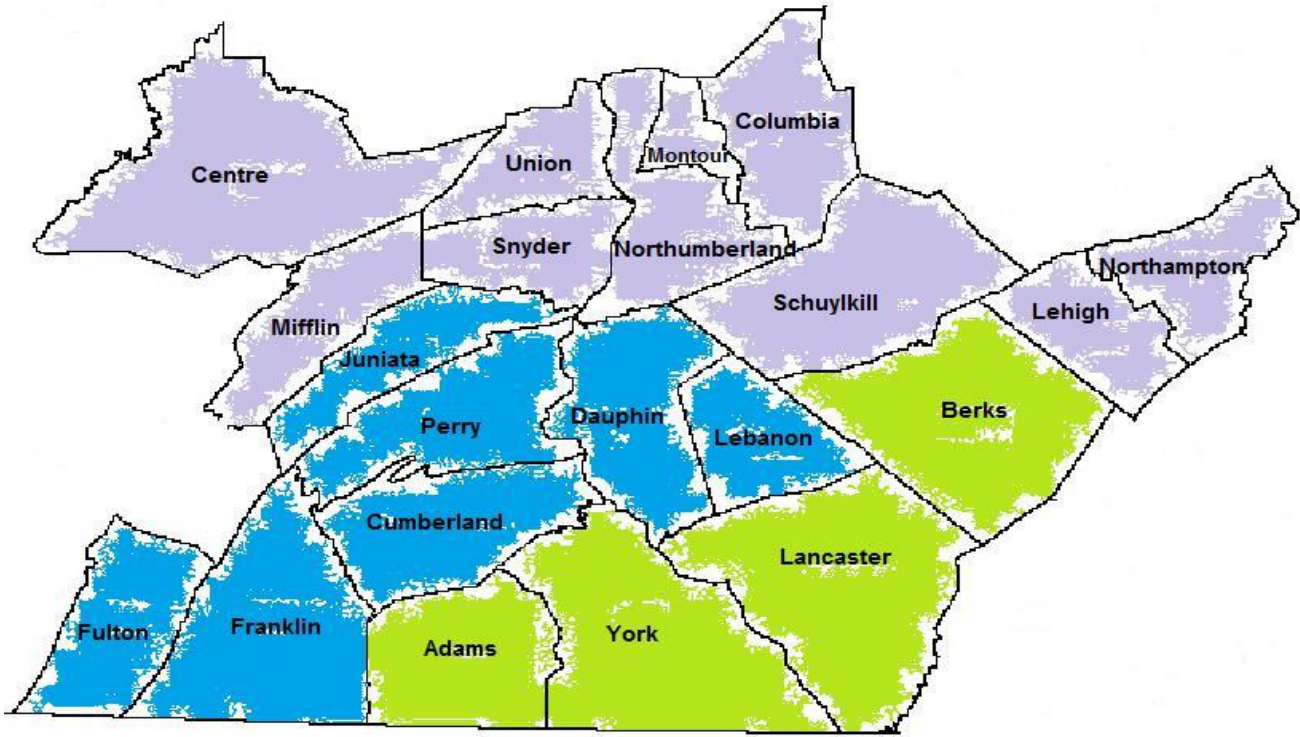 Columbia
Montour
Union
Centre
Snyder
Northumberland
Northampton
Schuylkill
Lehigh
Mifflin
Juniata
Berks
Dauphin
Perry
Lebanon
Cumberland
Lancaster
Franklin
Fulton
York
Adams